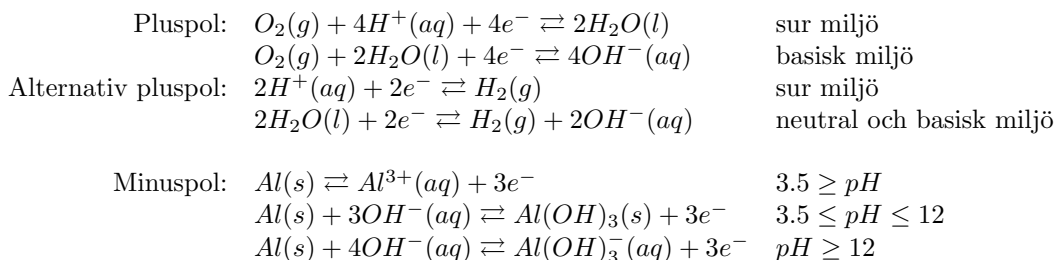 Pluspol: O₂(g) + 4H⁺(aq) + 4e⁻ ⇄ 2H₂O(l) sur miljö
O₂(g) + 2H₂O(l) + 4e⁻ ⇄ 4OH⁻(aq) basisk miljö
Alternativ pluspol: 2H⁺(aq) + 2e⁻ ⇄ H₂(g) sur miljö
2H₂O(l) + 2e⁻ ⇄ H₂(g) + 2OH⁻(aq) neutral och basisk miljö
Minuspol: Al(s) ⇄ Al³⁺(aq) + 3e⁻ 3.5 ≥ pH
Al(s) + 3OH⁻(aq) ⇄ Al(OH)₃(s) + 3e⁻ 3.5 ≤ pH ≤ 12
Al(s) + 4OH⁻(aq) ⇄ Al(OH)₃⁻(aq) + 3e⁻ pH ≥ 12